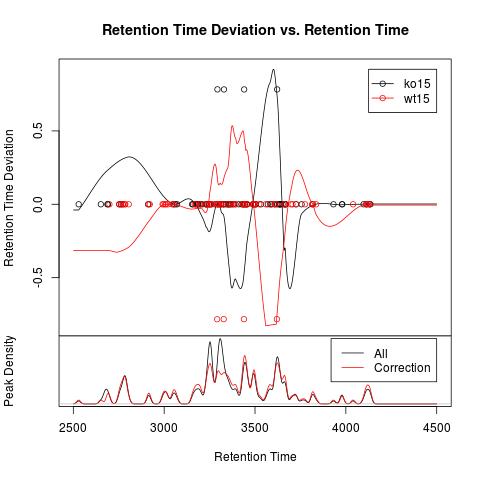 Retention Time Deviation vs. Retention Time
ko15
wt15
Retention Time Deviation
0.5
0.0
-0.5
Peak Density
All
Correction
2500 3000 3500 4000 4500
Retention Time